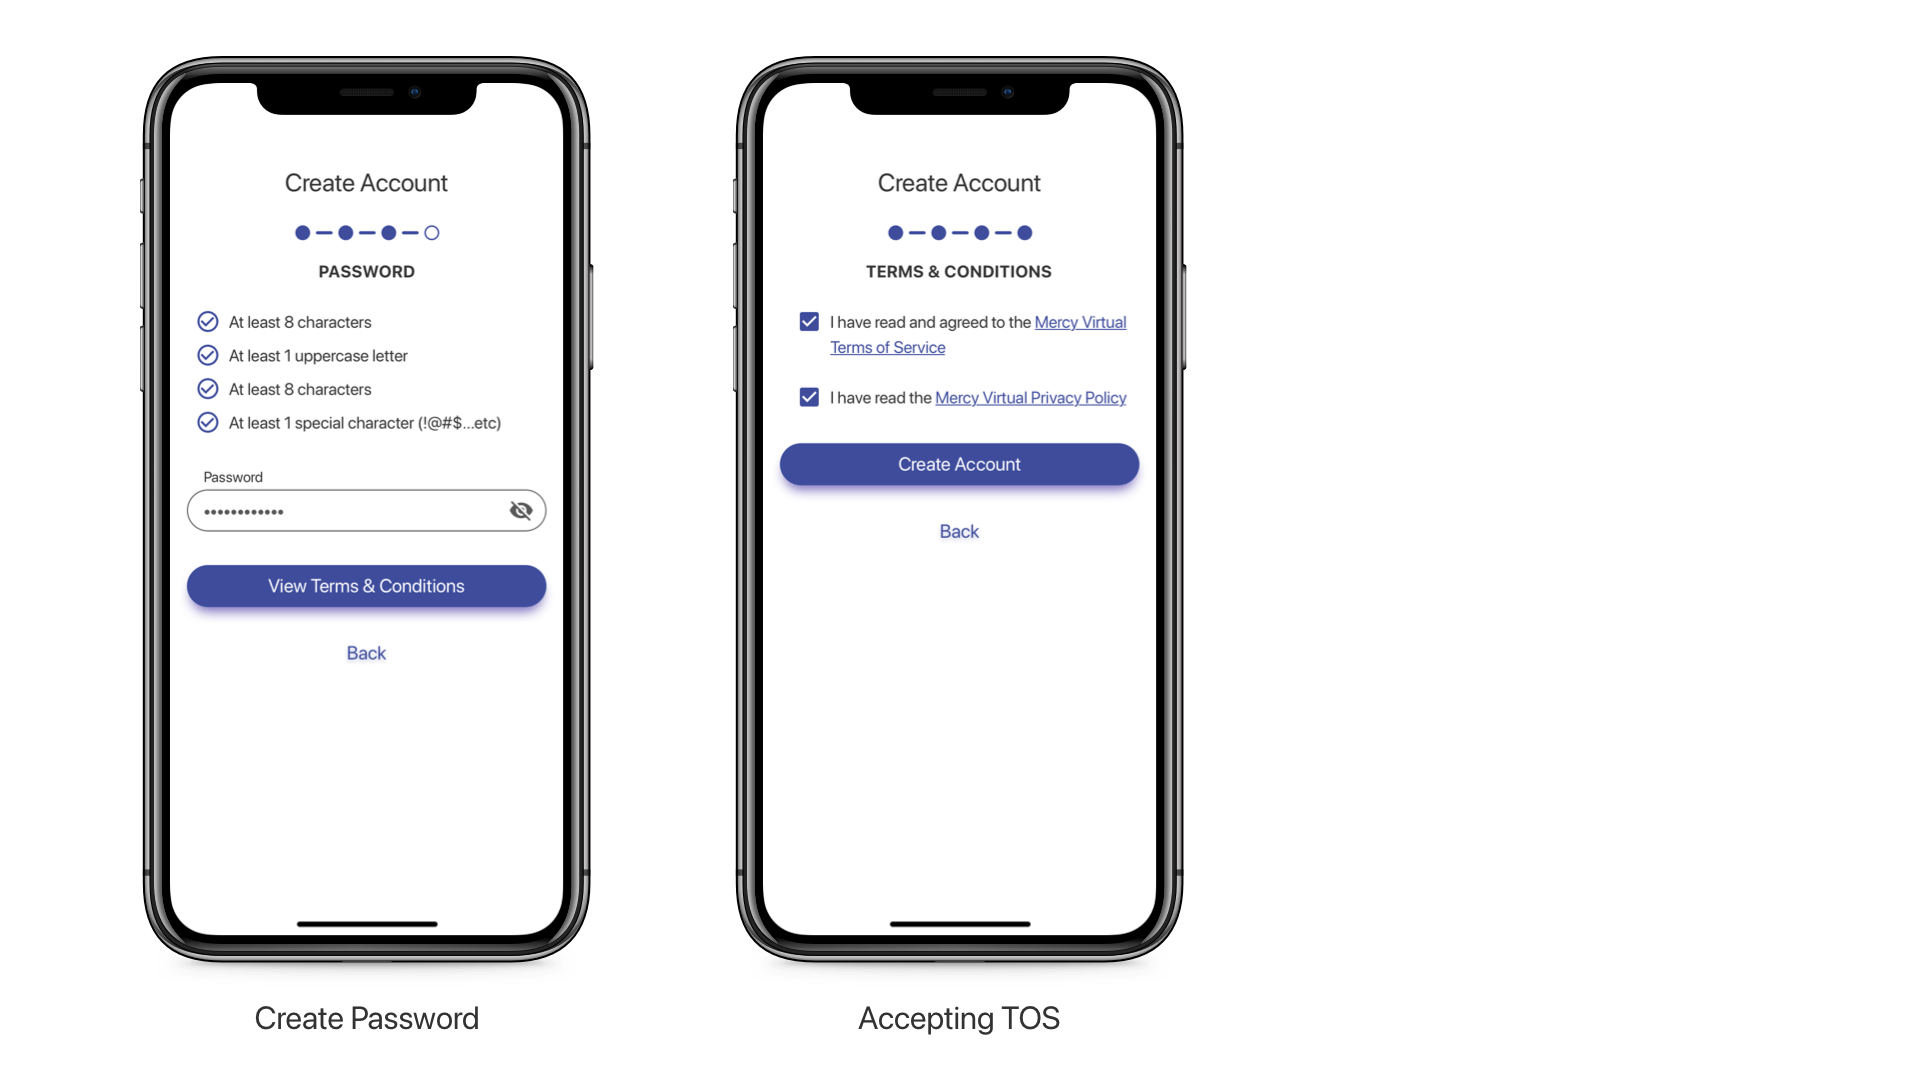 Create Account
PASSWORD
At least 8 characters
At least 1 uppercase letter
At least 8 characters
At least 1 special character (!@#$...etc)
Password
••••••••••••
View Terms & Conditions
Back
Create Password
Create Account
TERMS & CONDITIONS
I have read and agreed to the Mercy Virtual
Terms of Service
I have read the Mercy Virtual Privacy Policy
Create Account
Back
Accepting TOS